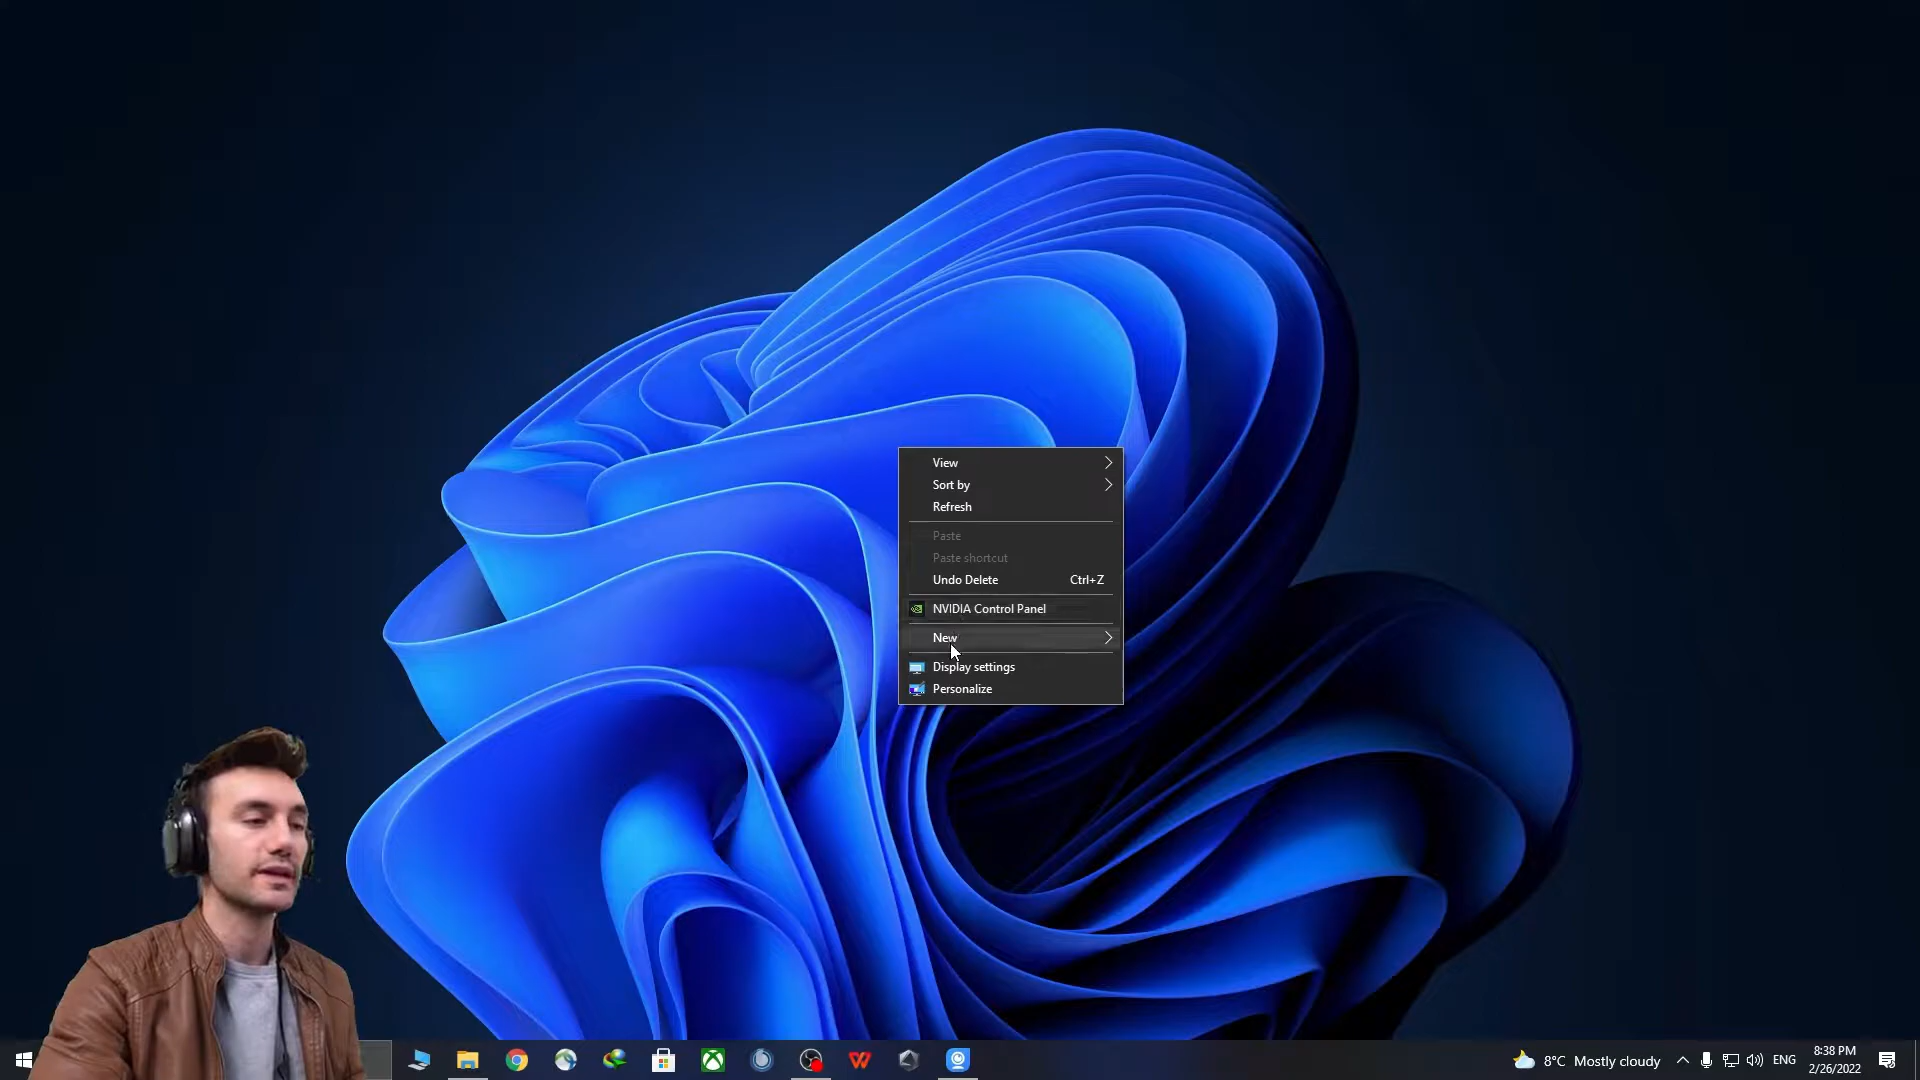 View
Sort by
Refresh
Paste
Paste shortcut
Undo Delete Ctrl+Z
NVIDIA Control Panel
New
Display settings
Personalize
8°C Mostly cloudy ENG 8:38 PM
2/26/2022